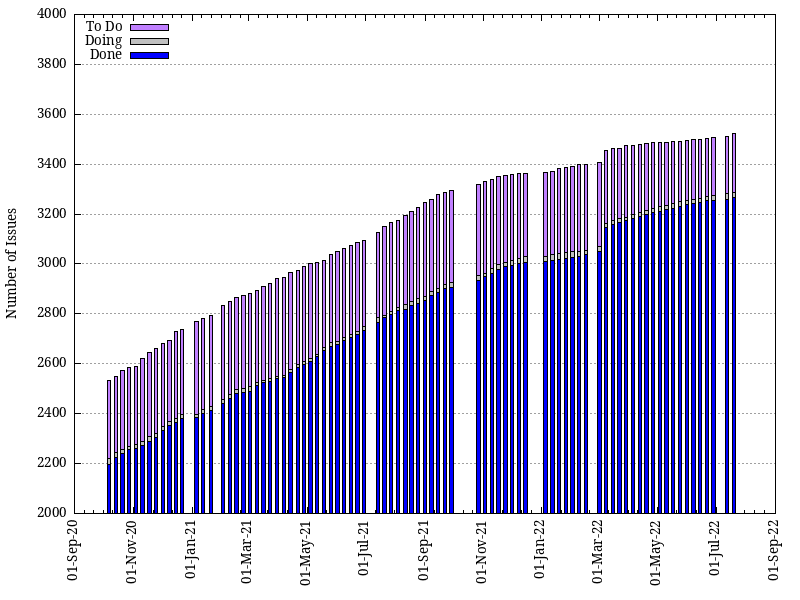 4000
3800
3600
3400
3200
3000
2800
2600
2400
2200
2000
Number of Issues
To Do
Doing
Done
01-Sep-20
01-Nov-20
01-Jan-21
01-Mar-21
01-May-21
01-Jul-21
01-Sep-21
01-Nov-21
01-Jan-22
01-Mar-22
01-May-22
01-Jul-22
01-Sep-22